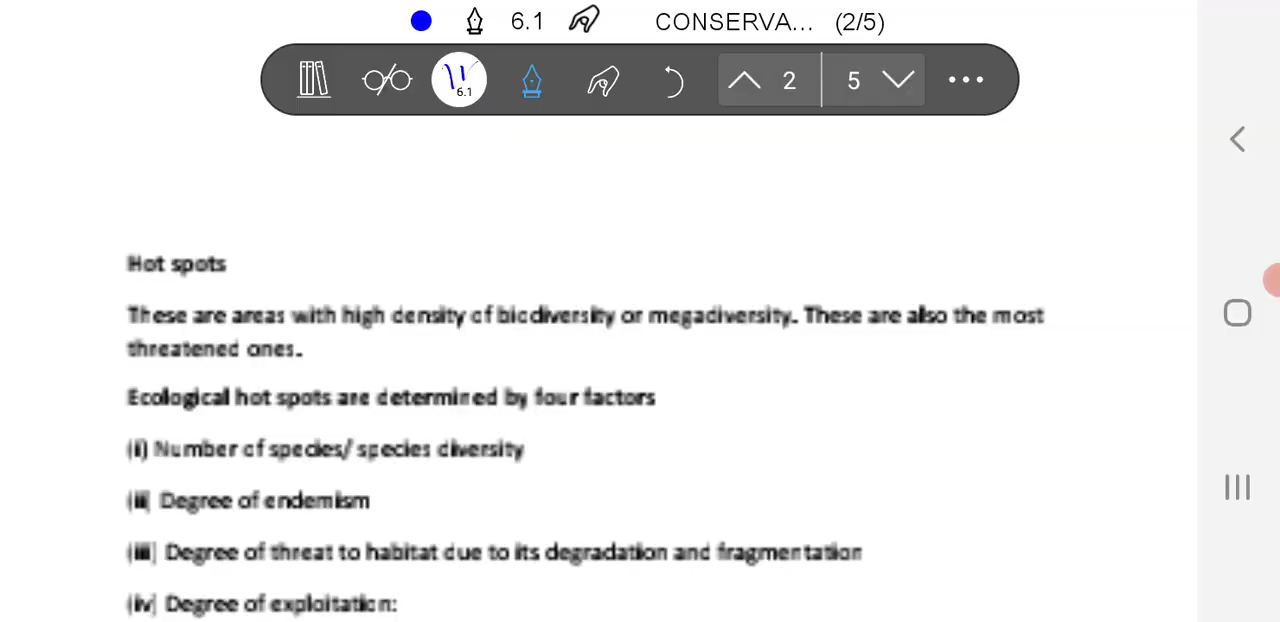 6.1 CONSERVA... (2/5)
6.1 2 5
Hot spots
These are areas with high density of biodiversity or megadiversity. These are also the most
threatened ones.
Ecological hot spots are determined by four factors
(i) Number of species/ species diversity
(ii) Degree of endemism
(iii) Degree of threat to habitat due to its degradation and fragmentation
(iv) Degree of exploitation: